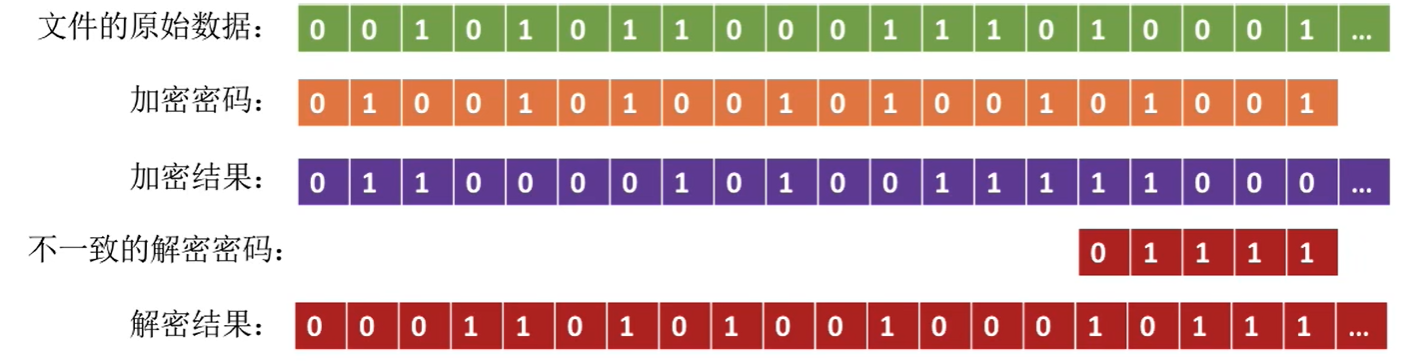 文件的原始数据： 0 0 1 0 1 0 1 1 0 0 0 1 1 1 0 1 0 0 0 1 ...
加密密码： 0 1 0 0 1 0 1 0 0 1 0 1 0 0 1 0 1 0 0 1
加密结果： 0 1 1 0 0 0 0 1 0 1 0 0 1 1 1 1 1 0 0 0 ...
不一致的解密密码： 0 1 1 1 1
解密结果： 0 0 0 1 1 0 1 0 1 0 0 1 0 0 0 1 0 1 1 1 ...